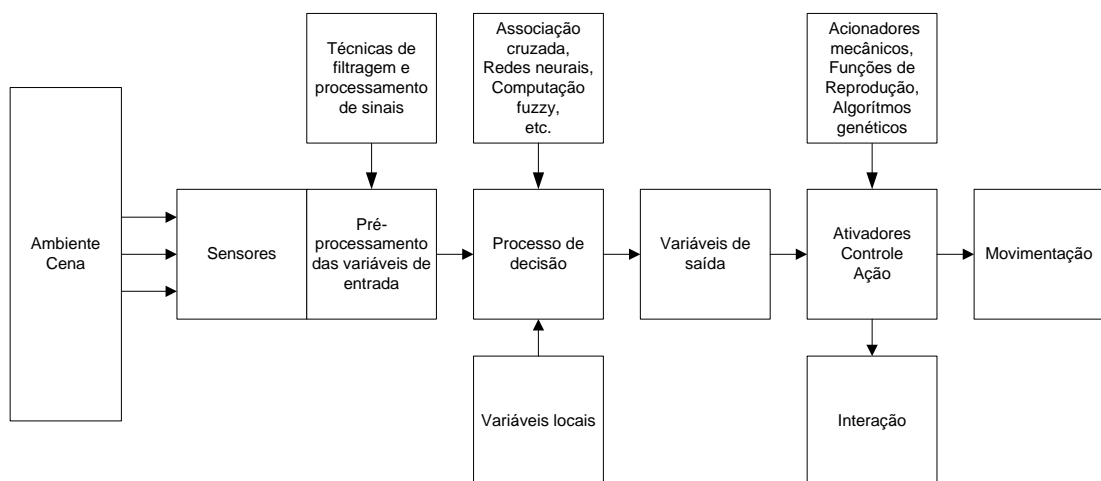 Técnicas de
filtragem e
processamento
de sinais
Associação
cruzada,
Redes neurais,
Computação
fuzzy,
etc.
Acionadores
mecânicos,
Funções de
Reprodução,
Algorítmos
genéticos
Ambiente
Cena
Sensores
Pré-
processamento
das variáveis de
entrada
Processo de
decisão
Variáveis de
saída
Ativadores
Controle
Ação
Movimentação
Variáveis locais
Interação